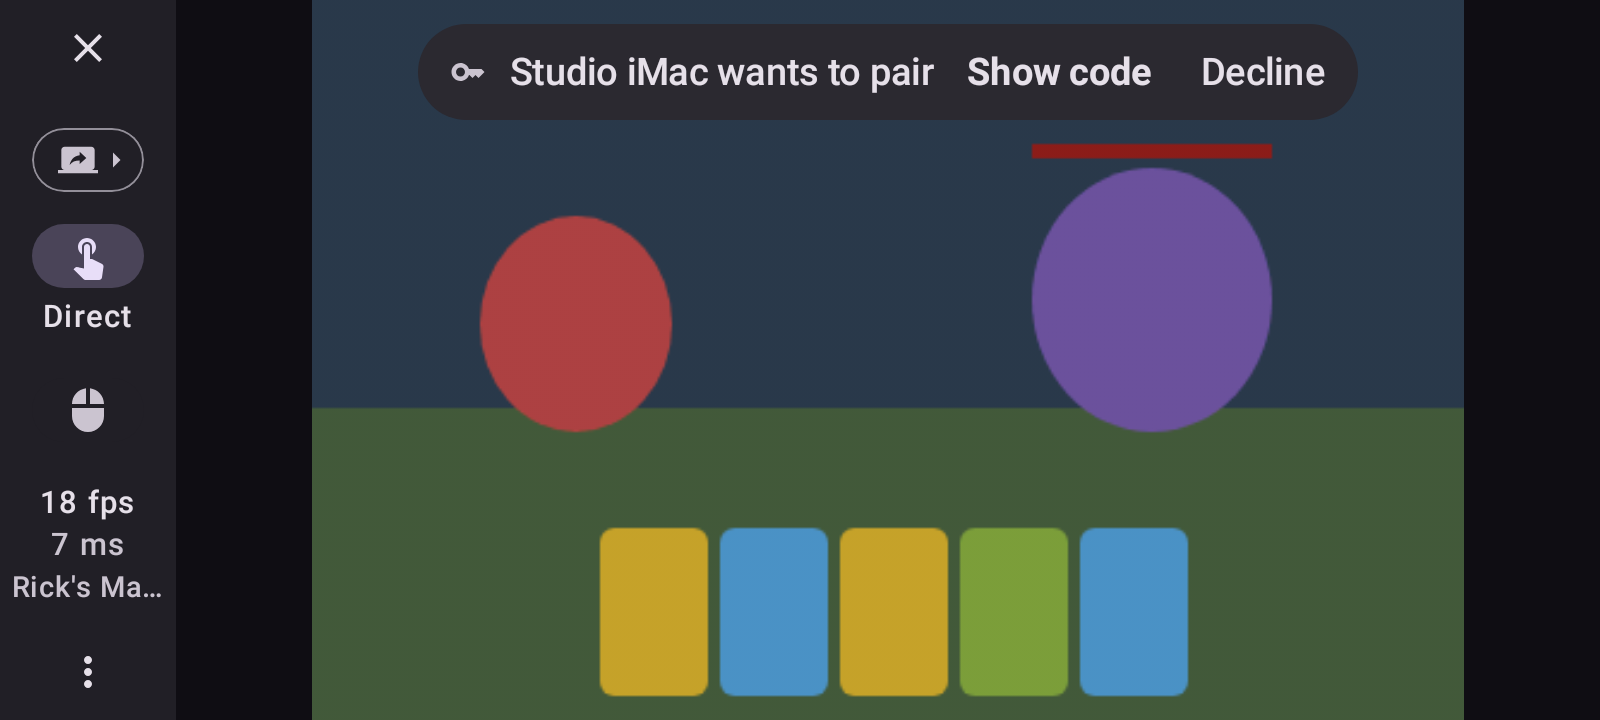 Studio iMac wants to pair Show code Decline
Direct
18 fps
7 ms
Rick's Ma…